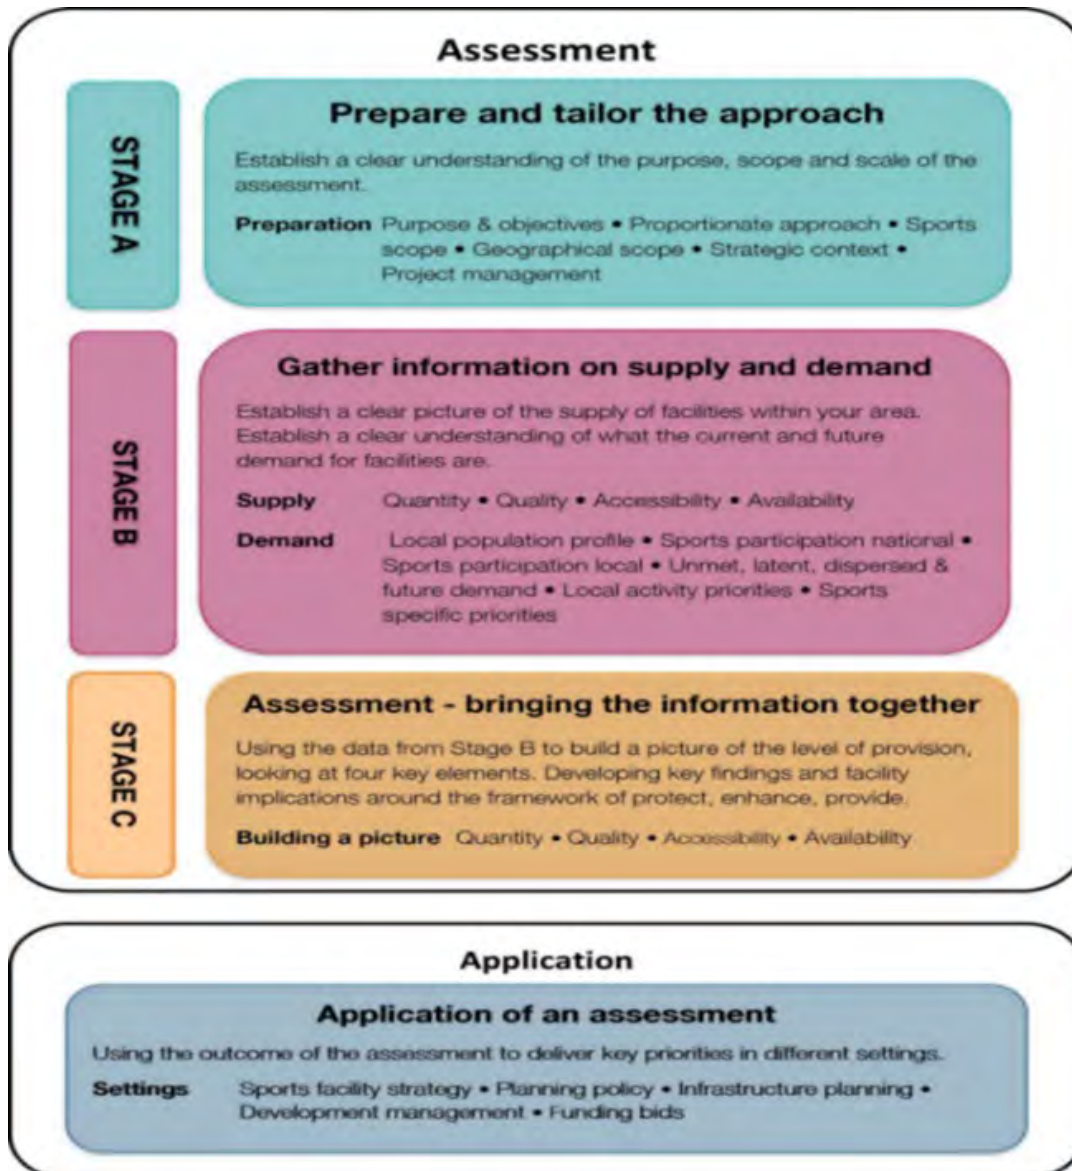 Assessment
STAGE A
Prepare and tailor the approach
Establish a clear understanding of the purpose, scope and scale of the
assessment.
Preparation Purpose & objectives • Proportionate approach • Sports
scope • Geographical scope • Strategic context •
Project management
STAGE B
Gather information on supply and demand
Establish a clear picture of the supply of facilities within your area.
Establish a clear understanding of what the current and future
demand for facilities are.
Supply Quantity • Quality • Accessibility • Availability
Demand Local population profile • Sports participation national •
Sports participation local • Unmet, latent, dispersed &
future demand • Local activity priorities • Sports
specific priorities
STAGE C
Assessment - bringing the information together
Using the data from Stage B to build a picture of the level of provision,
looking at four key elements. Developing key findings and facility
implications around the framework of protect, enhance, provide.
Building a picture Quantity • Quality • Accessibility • Availability
Application
Application of an assessment
Using the outcome of the assessment to deliver key priorities in different settings.
Settings Sports facility strategy • Planning policy • Infrastructure planning •
Development management • Funding bids